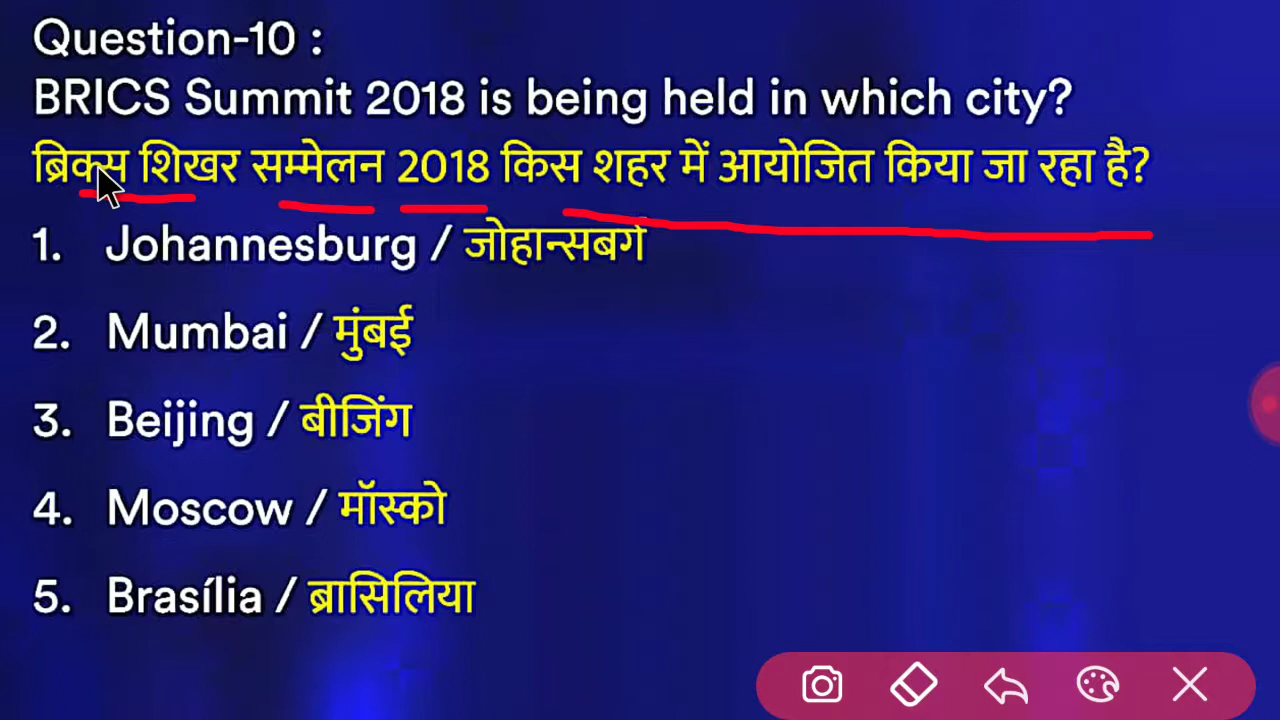 Question-10 :
BRICS Summit 2018 is being held in which city?
ब्रिक्स शिखर सम्मेलन 2018 किस शहर में आयोजित किया जा रहा है?
1. Johannesburg / जोहान्सबर्ग
2. Mumbai / मुंबई
3. Beijing / बीजिंग
4. Moscow / मॉस्को
5. Brasília / ब्रासिलिया